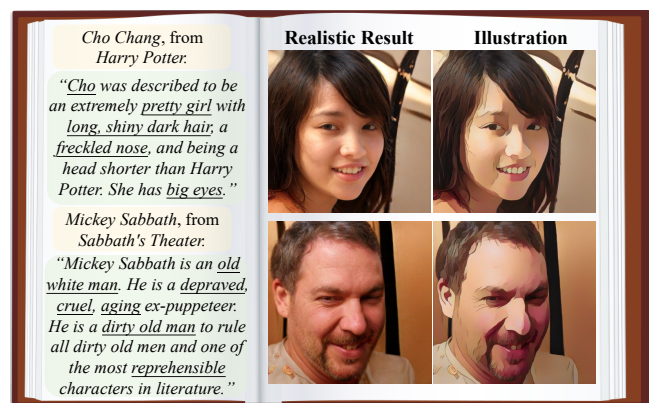 Cho Chang, from
Harry Potter.
“Cho was described to be
an extremely pretty girl with
long, shiny dark hair, a
freckled nose, and being a
head shorter than Harry
Potter. She has big eyes.”
Mickey Sabbath, from
Sabbath's Theater.
“Mickey Sabbath is an old
white man. He is a depraved,
cruel, aging ex-puppeteer.
He is a dirty old man to rule
all dirty old men and one of
the most reprehensible
characters in literature.”
Realistic Result
Illustration